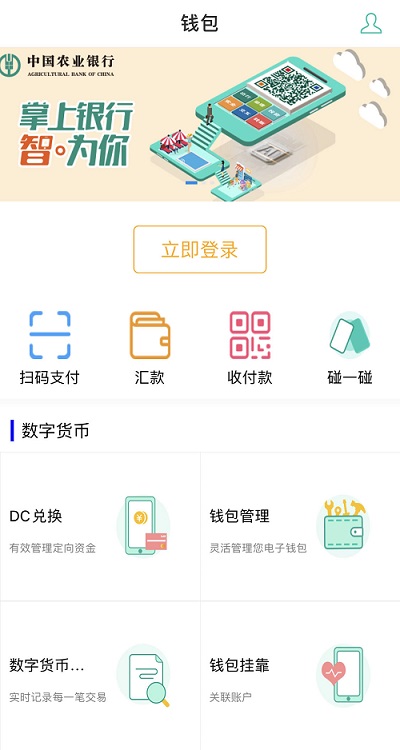 钱包
中国农业银行
AGRICULTURAL BANK OF CHINA
掌上银行
智。为你
立即登录
扫码支付
汇款
收付款
碰一碰
数字货币
DC兑换
有效管理定向资金
钱包管理
灵活管理您电子钱包
数字货币...
实时记录每一笔交易
钱包挂靠
关联账户